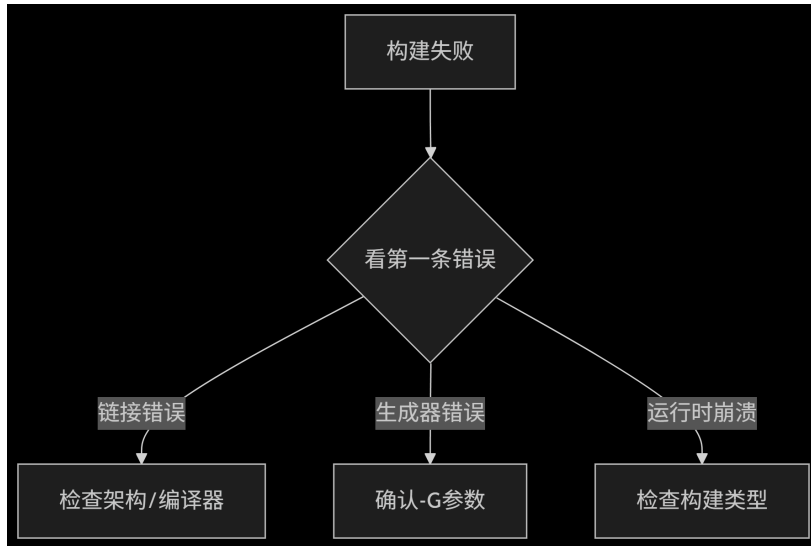 构建失败
看第一条错误
链接错误
生成器错误
运行时崩溃
检查架构/编译器
确认-G参数
检查构建类型